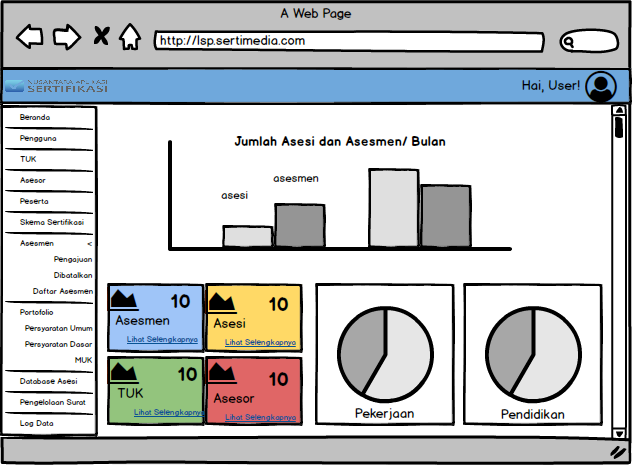 A Web Page
http://lsp.sertimedia.com
NUSANTARA APLIKASI
SERTIFIKASI
Hai, User!
Beranda
Pengguna
TUK
Asesor
Peserta
Skema Sertifikasi
Asesmen <
Pengajuan
Dibatalkan
Daftar Asesmen
Portofolio
Persyaratan Umum
Persyaratan Dasar
MUK
Database Asesi
Pengelolaan Surat
Log Data
Jumlah Asesi dan Asesmen/ Bulan
asesmen
asesi
10
Asesmen
Lihat Selengkapnya
10
Asesi
Lihat Selengkapnya
10
TUK
Lihat Selengkapnya
10
Asesor
Lihat Selengkapnya
Pekerjaan
Pendidikan